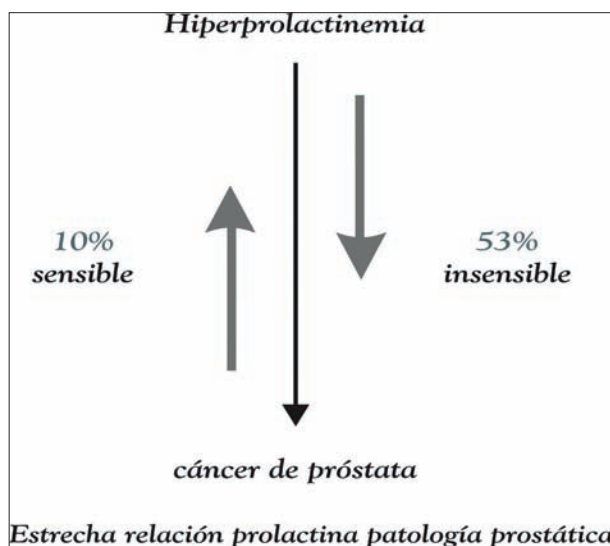 Hiperprolactinemia
10%
sensible
53%
insensible
cáncer de próstata
Estrecha relación prolactina patología prostática